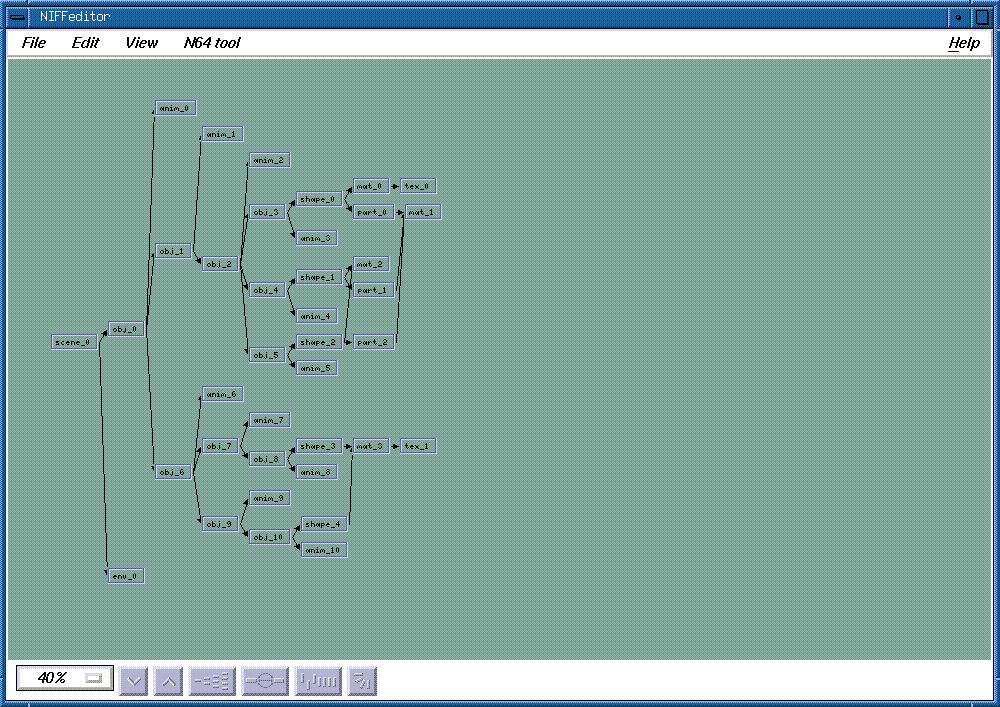 NIFFeditor
File Edit View N64 tool Help
anim_0
anim_1
anim_2
mat_0 tex_0
shape_0
obj_3 part_0 mat_1
anim_3
obj_1
obj_2 mat_2
shape_1
obj_4 part_1
anim_4
obj_0
scene_0 shape_2 part_2
obj_5
anim_5
anim_6
anim_7
obj_7 shape_3 mat_3 tex_1
obj_8
obj_6 anim_8
anim_9
obj_9 shape_4
obj_10
anim_10
env_0
40%